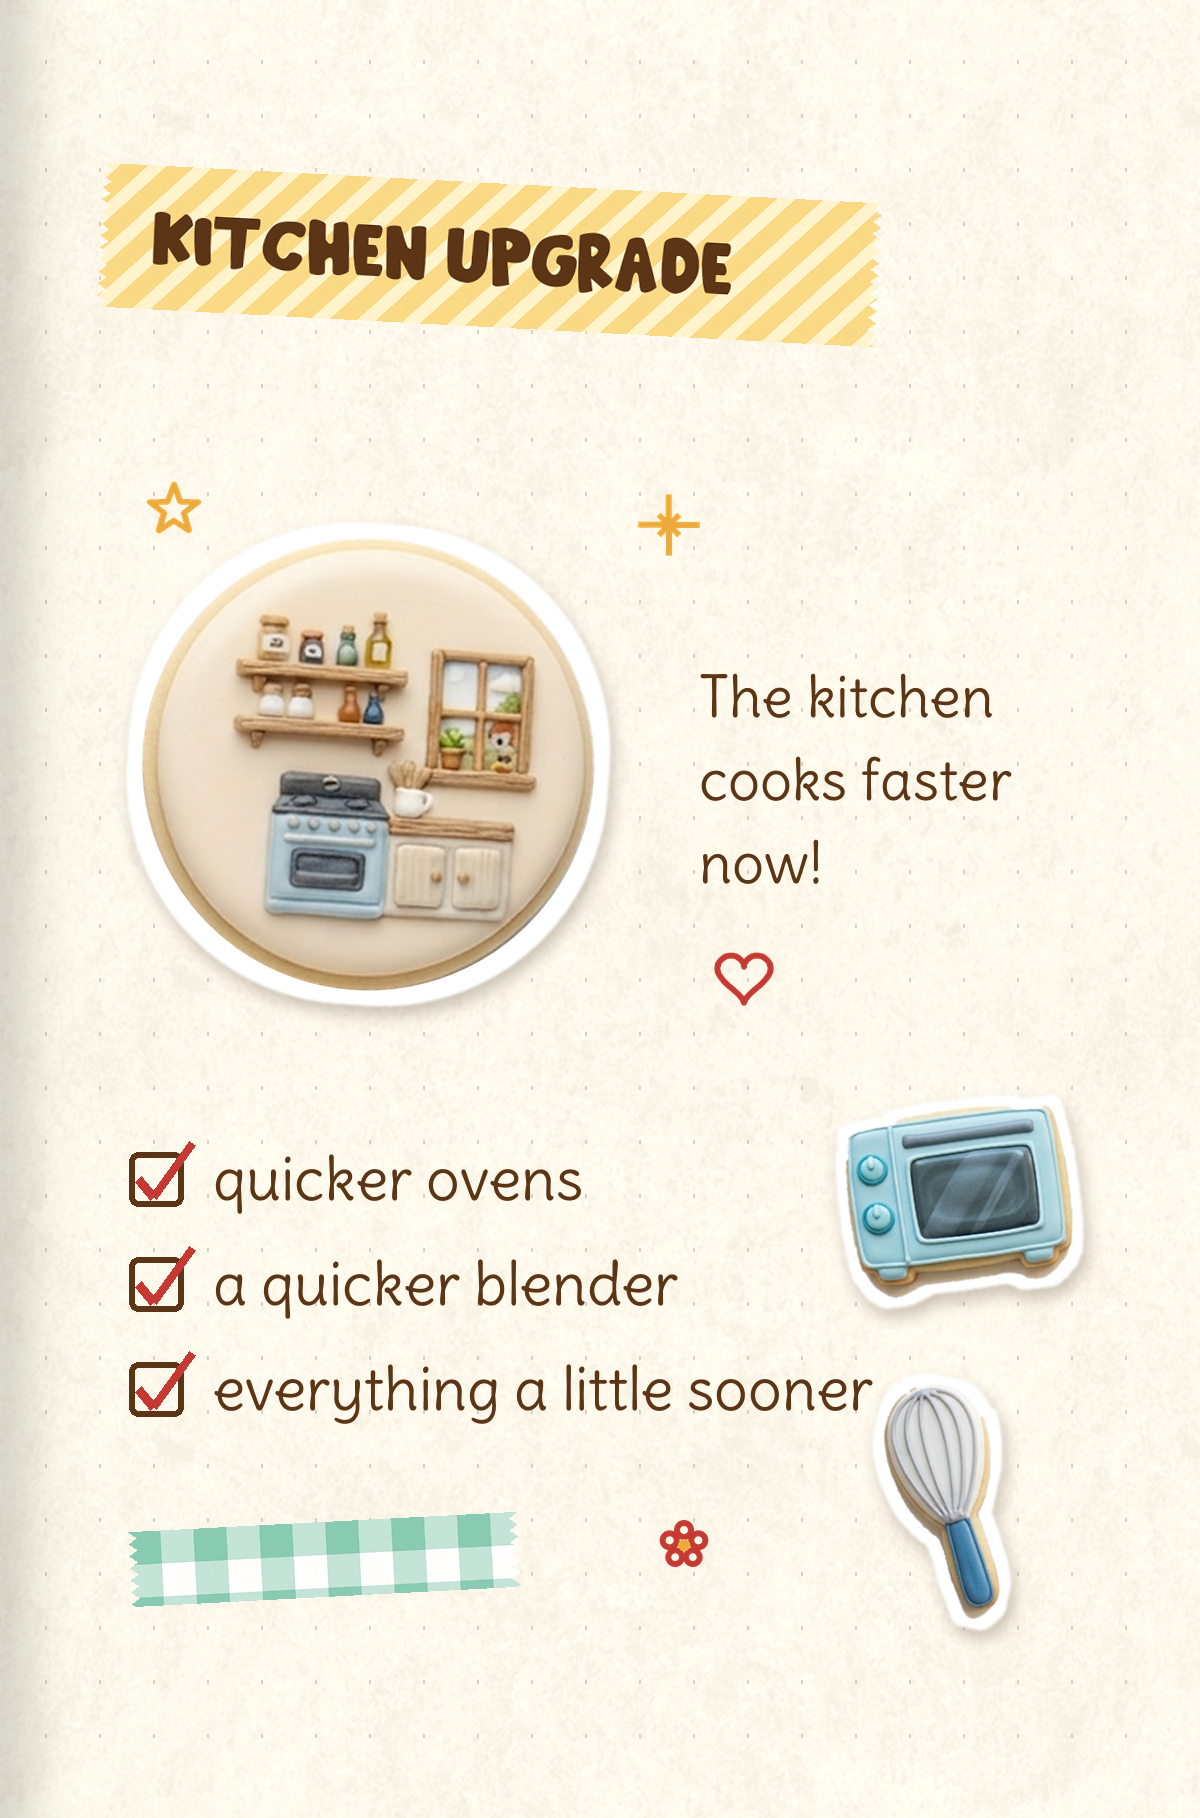 KITCHEN UPGRADE
The kitchen
cooks faster
now!
quicker ovens
a quicker blender
everything a little sooner